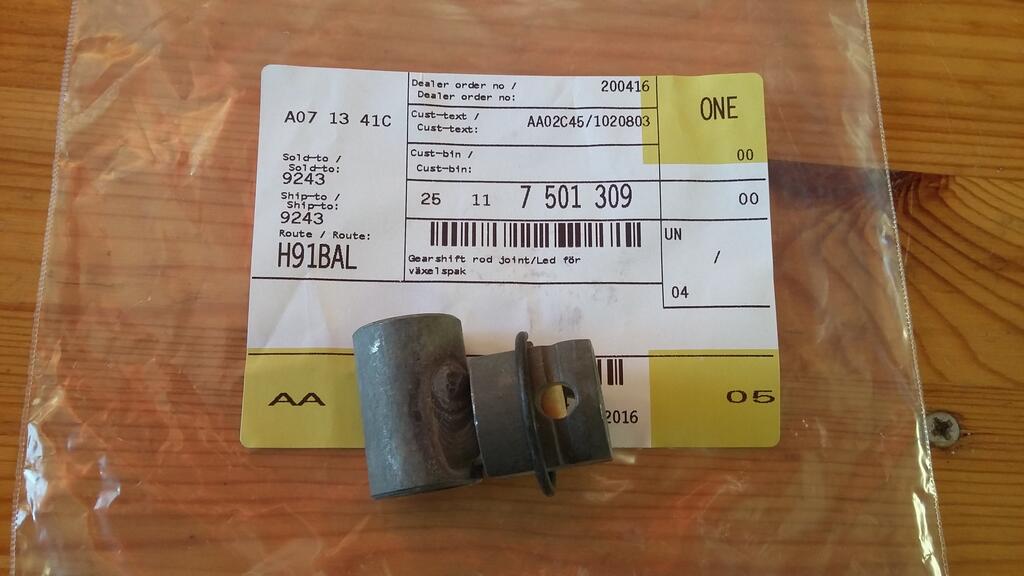 A07 13 41C
Sold-to /
Sold-to:
9243
Ship-to /
Ship-to:
9243
Route / Route:
H91BAL
Dealer order no /
Dealer order no:
200416
Cust-text /
Cust-text:
AA02C45/1020803
Cust-bin /
Cust-bin:
25 11 7 501 309
Gearshift rod joint/Led för
växelspak
ONE
00
00
UN
/
04
AA
2016
05